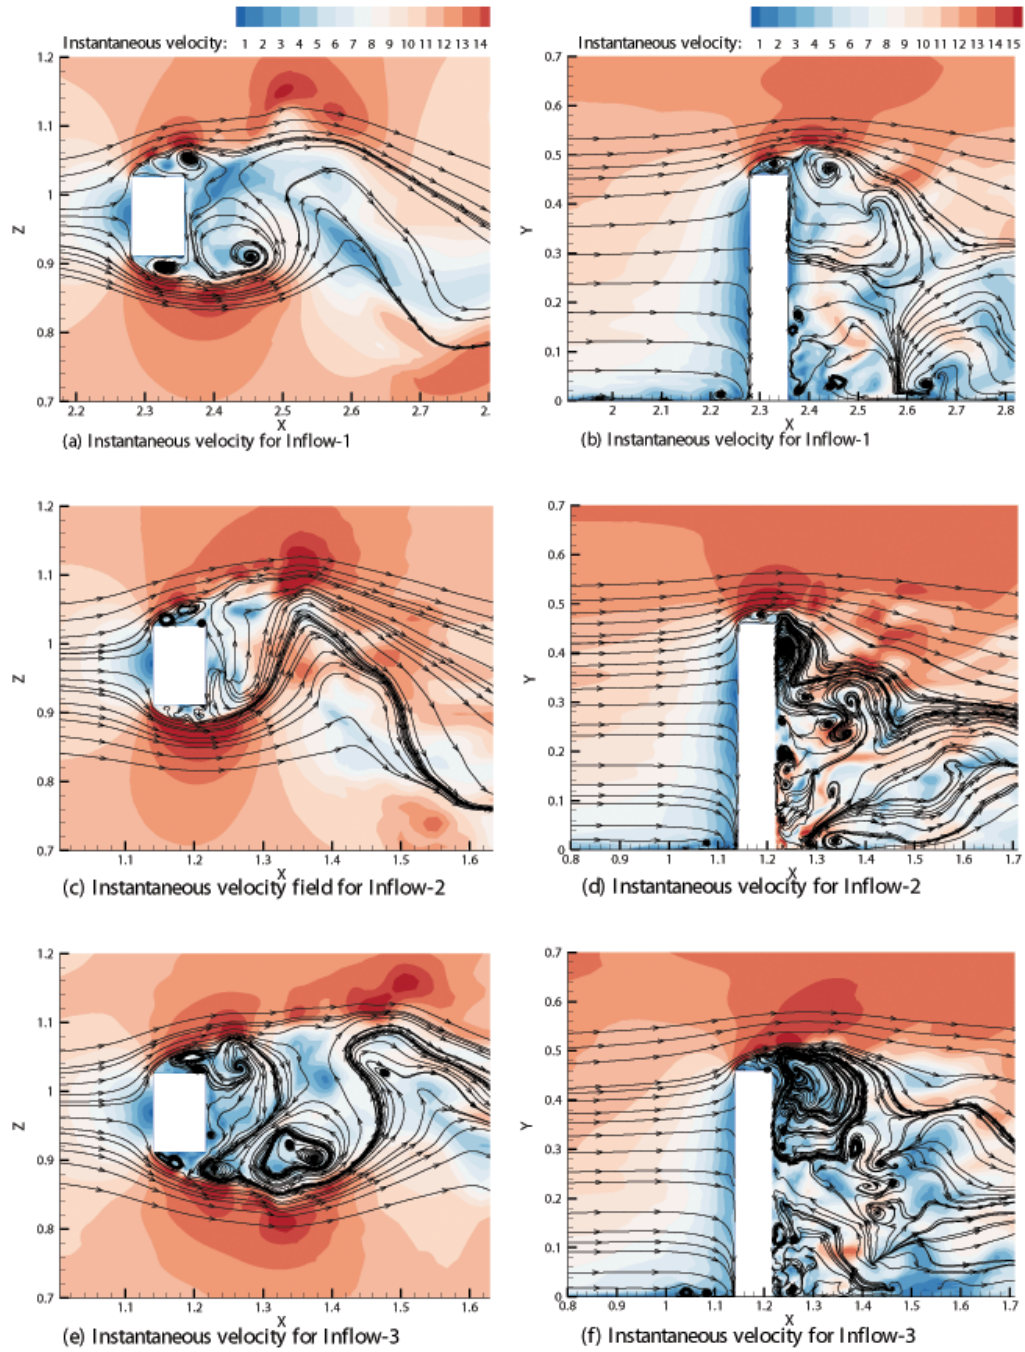 Instantaneous velocity: 1 2 3 4 5 6 7 8 9 10 11 12 13 14
Instantaneous velocity: 1 2 3 4 5 6 7 8 9 10 11 12 13 14 15
1.2
1.1
1
Z
0.9
0.8
0.7
2.2 2.3 2.4 2.5 2.6 2.7 2.
X
(a) Instantaneous velocity for Inflow-1
0.7
0.6
0.5
0.4
Y
0.3
0.2
0.1
0
2 2.1 2.2 2.3 2.4 2.5 2.6 2.7 2.8
X
(b) Instantaneous velocity for Inflow-1
1.2
1.1
1
Z
0.9
0.8
0.7
1.1 1.2 1.3 1.4 1.5 1.6
X
(c) Instantaneous velocity field for Inflow-2
0.7
0.6
0.5
0.4
Y
0.3
0.2
0.1
0
0.8 0.9 1 1.1 1.2 1.3 1.4 1.5 1.6 1.7
X
(d) Instantaneous velocity for Inflow-2
1.2
1.1
1
Z
0.9
0.8
0.7
1.1 1.2 1.3 1.4 1.5 1.6
X
(e) Instantaneous velocity for Inflow-3
0.7
0.6
0.5
0.4
Y
0.3
0.2
0.1
0
0.8 0.9 1 1.1 1.2 1.3 1.4 1.5 1.6 1.7
X
(f) Instantaneous velocity for Inflow-3